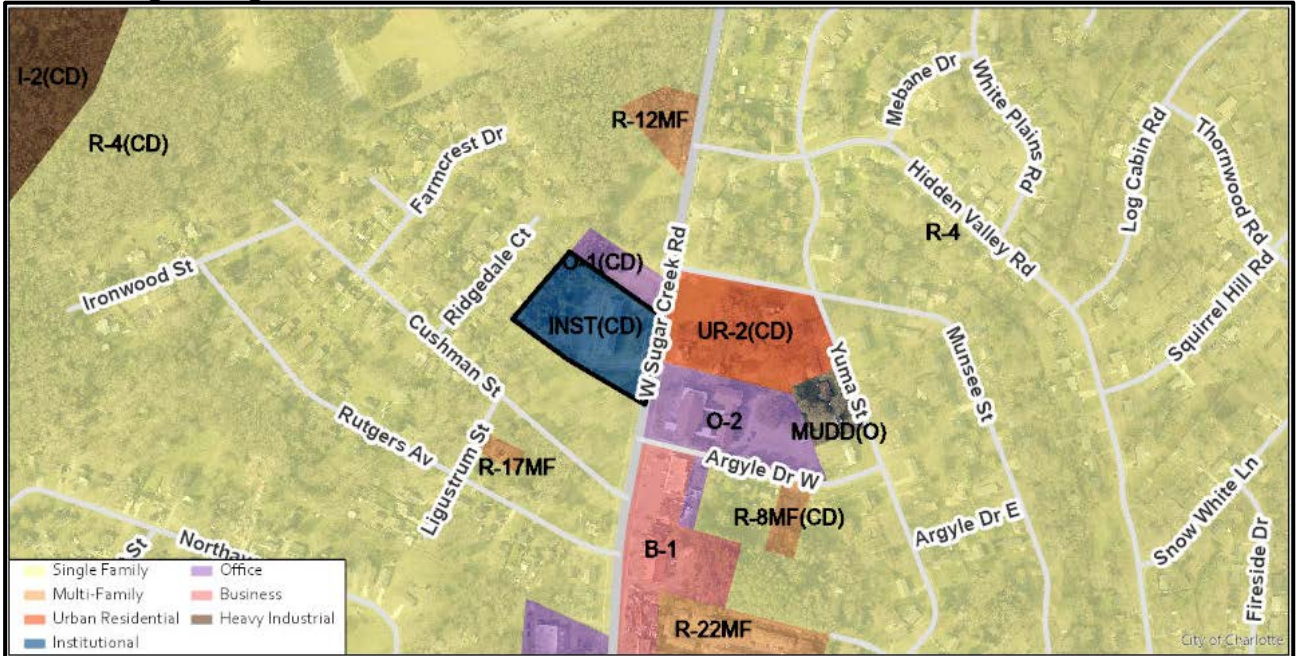 I-2(CD)
R-4(CD)
R-12MF
Mebane Dr
White Plains Rd
Log Cabin Rd
Thornwood Rd
Farmcrest Dr
Hidden Valley Rd
R-4
Ridgedale Ct
O-1(CD)
W Sugar Creek Rd
Squirrel Hill Rd
Ironwood St
INST(CD)
UR-2(CD)
Cushman St
Yuma St
Munsee St
O-2
MUDD(O)
Rutgers Av
Ligustrum St
R-17MF
Argyle Dr W
R-8MF(CD)
Argyle Dr E
Snow White Ln
Fireside Dr
St
B-1
R-22MF
Single Family
Multi-Family
Urban Residential
Institutional
Office
Business
Heavy Industrial
City of Charlotte